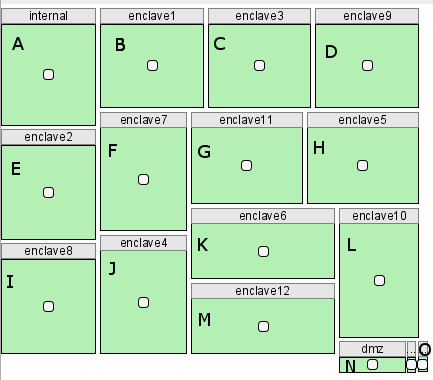 internal
A
enclave1
B
enclave3
C
enclave9
D
enclave2
E
enclave7
F
enclave11
G
enclave5
H
enclave8
I
enclave4
J
enclave6
K
enclave10
L
enclave12
M
dmz
N
...
O